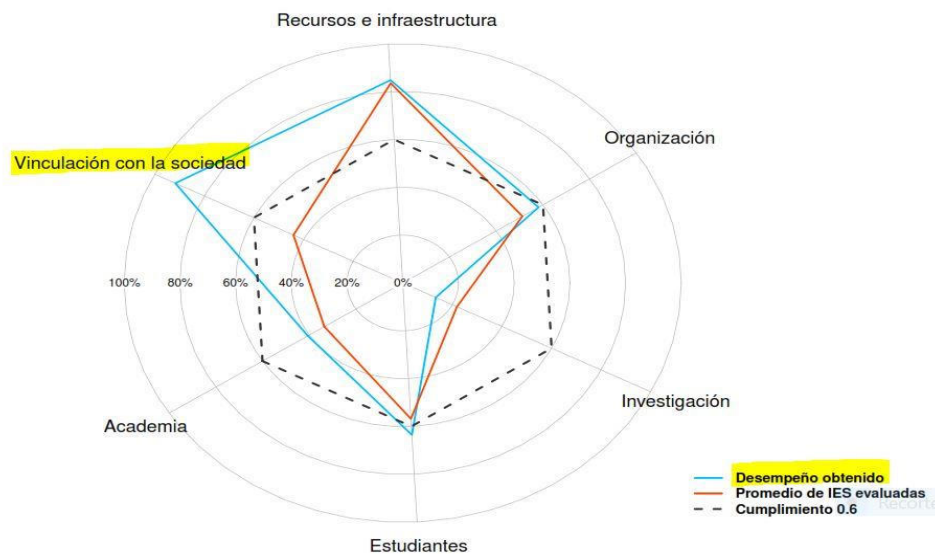 Recursos e infraestructura
Organización
Vinculación con la sociedad
100% 80% 60% 40% 20% 0%
Investigación
Academia
Estudiantes
Desempeño obtenido
Promedio de IES evaluadas
Cumplimiento 0.6
Recorte